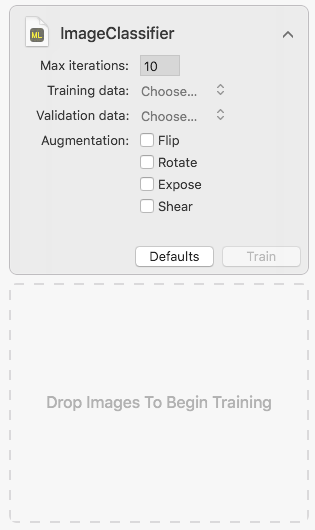 ML
ImageClassifier
Max iterations: 10
Training data: Choose...
Validation data: Choose...
Augmentation: Flip
Rotate
Expose
Shear
Defaults Train
Drop Images To Begin Training